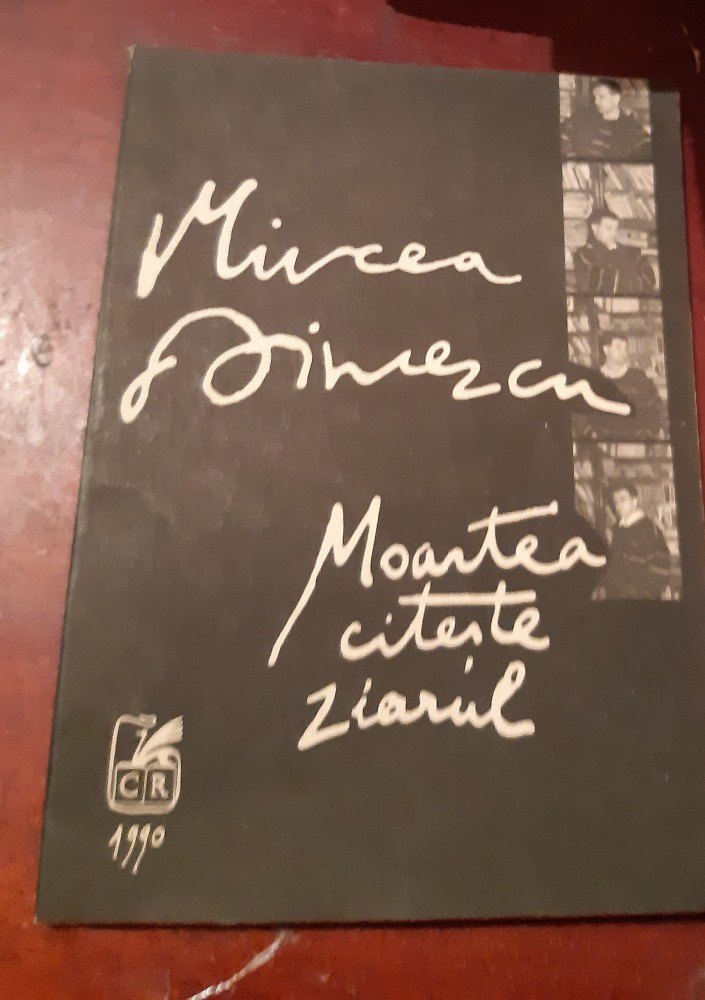 Mircea
Dinescu
Moartea
citește
ziarul
CR
1990